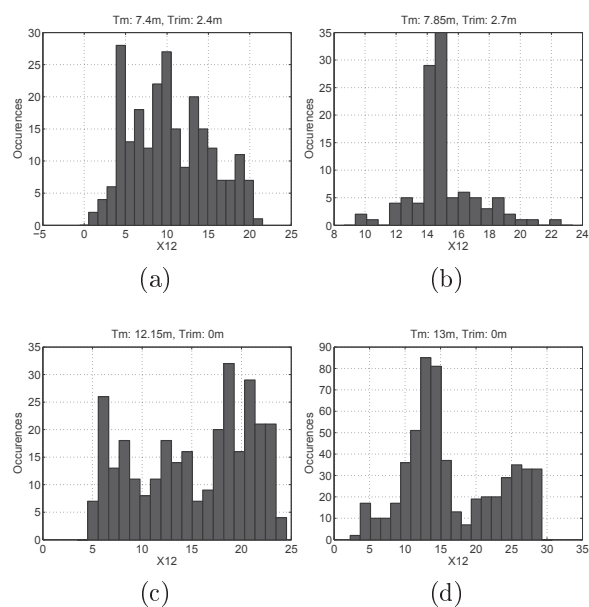 Tm: 7.4m, Trim: 2.4m
30
25
20
15
10
5
0
Occurences
−5 0 5 10 15 20 25
X12
(a)
Tm: 7.85m, Trim: 2.7m
35
30
25
20
15
10
5
0
Occurences
8 10 12 14 16 18 20 22 24
X12
(b)
Tm: 12.15m, Trim: 0m
35
30
25
20
15
10
5
0
Occurences
0 5 10 15 20 25
X12
(c)
Tm: 13m, Trim: 0m
90
80
70
60
50
40
30
20
10
0
Occurences
0 5 10 15 20 25 30 35
X12
(d)